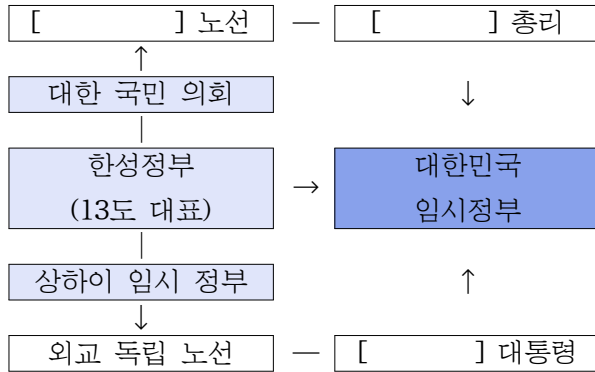 [          ] 노선 — [          ] 총리
↑
대한 국민 의회 ↓
한성정부
(13도 대표)
→
대한민국
임시정부
상하이 임시 정부 ↑
↓
외교 독립 노선 — [          ] 대통령